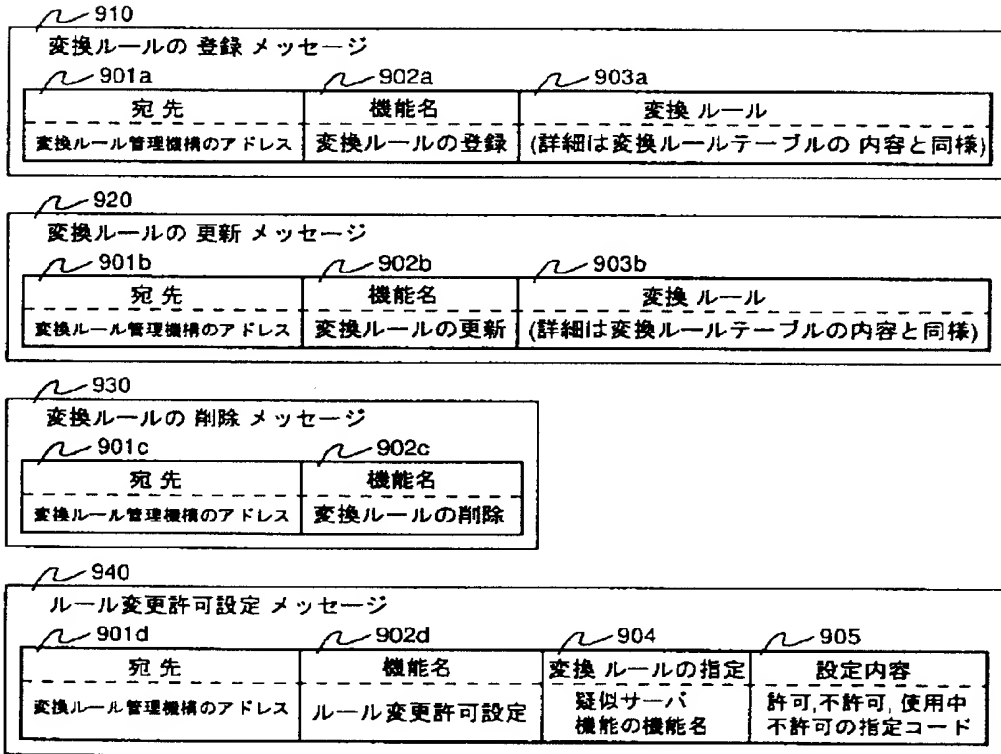 910
変換ルールの 登録 メッセージ
901a 902a 903a
宛 先 機能名 変換 ルール
変換ルール管理機構のアドレス 変換ルールの登録 (詳細は変換ルールテーブルの 内容と同様)
920
変換ルールの 更新 メッセージ
901b 902b 903b
宛 先 機能名 変換 ルール
変換ルール管理機構のアドレス 変換ルールの更新 (詳細は変換ルールテーブルの内容と同様)
930
変換ルールの 削除 メッセージ
901c 902c
宛 先 機能名
変換ルール管理機構のアドレス 変換ルールの削除
940
ルール変更許可設定 メッセージ
901d 902d 904 905
宛 先 機能名 変換 ルールの指定 設定内容
変換ルール管理機構のアドレス ルール変更許可設定 疑似サーバ 許可,不許可, 使用中
機能の機能名 不許可の指定コード